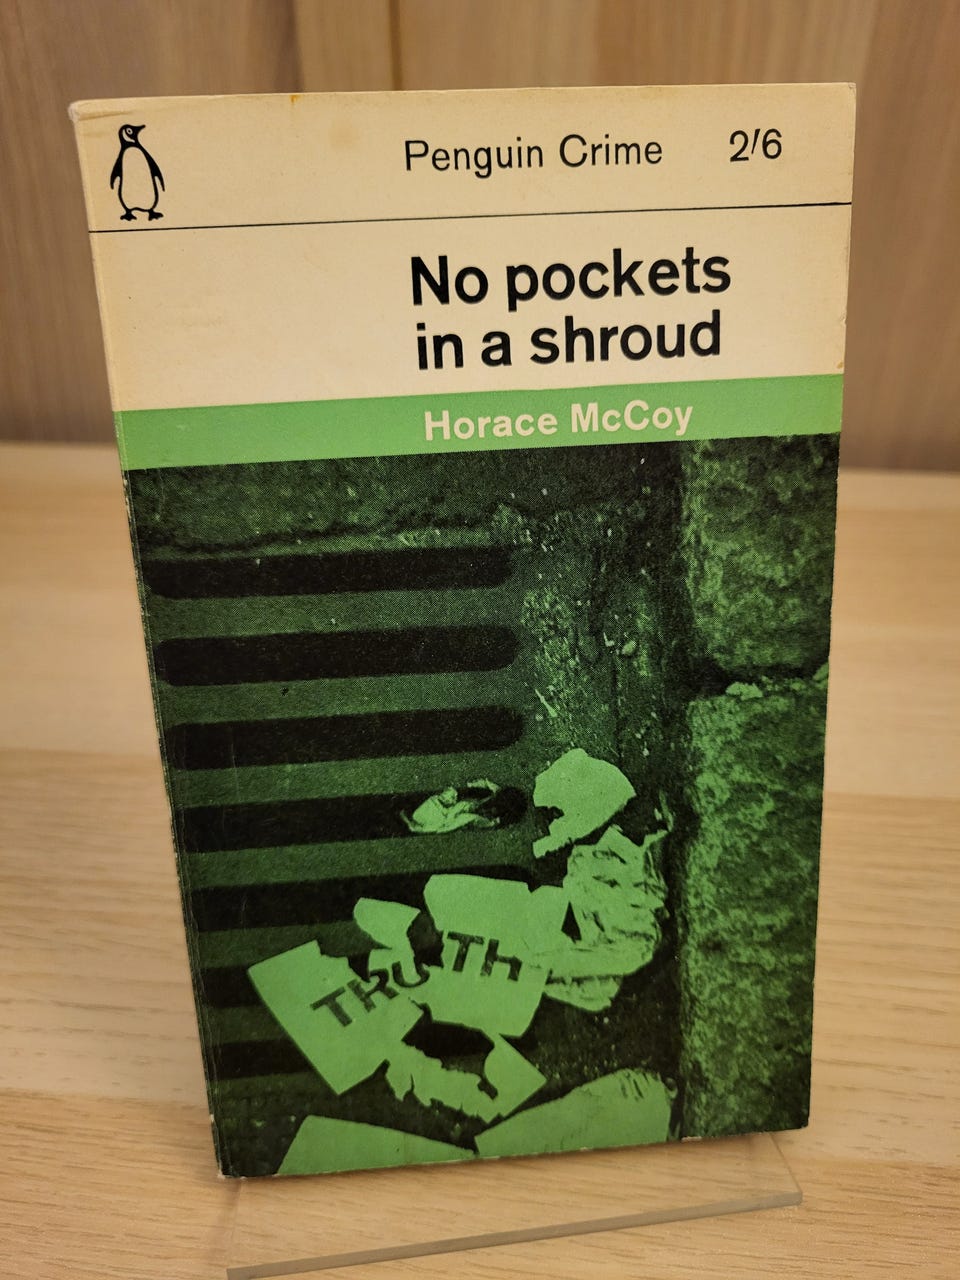 Penguin Crime 2/6
No pockets
in a shroud
Horace McCoy
TRUTH